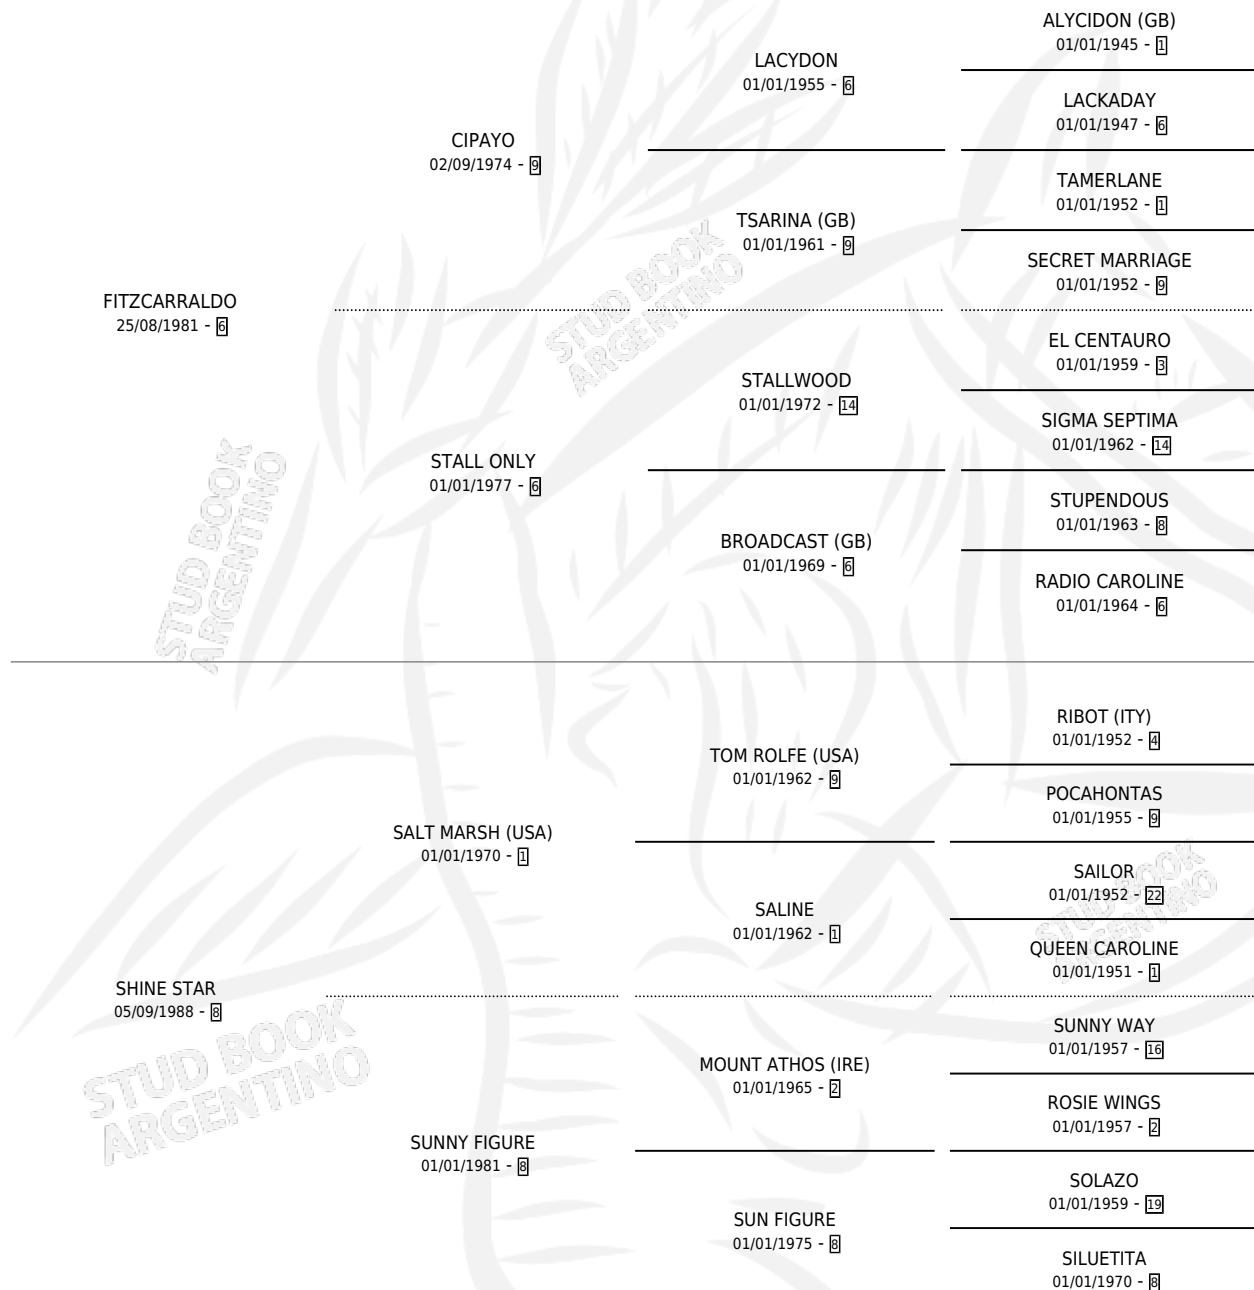 ALYCIDON (GB)
01/01/1945 - 1
LACYDON
01/01/1955 - 6
LACKADAY
01/01/1947 - 6
CIPAYO
02/09/1974 - 9
TAMERLANE
01/01/1952 - 1
TSARINA (GB)
01/01/1961 - 9
SECRET MARRIAGE
01/01/1952 - 9
FITZCARRALDO
25/08/1981 - 6
EL CENTAURO
01/01/1959 - 3
STALLWOOD
01/01/1972 - 14
SIGMA SEPTIMA
01/01/1962 - 14
STALL ONLY
01/01/1977 - 6
STUPENDOUS
01/01/1963 - 8
BROADCAST (GB)
01/01/1969 - 6
RADIO CAROLINE
01/01/1964 - 6
RIBOT (ITY)
01/01/1952 - 4
TOM ROLFE (USA)
01/01/1962 - 9
POCAHONTAS
01/01/1955 - 9
SALT MARSH (USA)
01/01/1970 - 1
SAILOR
01/01/1952 - 22
SALINE
01/01/1962 - 1
QUEEN CAROLINE
01/01/1951 - 1
SHINE STAR
05/09/1988 - 8
SUNNY WAY
01/01/1957 - 16
MOUNT ATHOS (IRE)
01/01/1965 - 2
ROSIE WINGS
01/01/1957 - 2
SUNNY FIGURE
01/01/1981 - 8
SOLAZO
01/01/1959 - 19
SUN FIGURE
01/01/1975 - 8
SILUETITA
01/01/1970 - 8
STUD BOOK
ARGENTINO
STUD BOOK
ARGENTINO
STUD BOOK
ARGENTINO
STUD BOOK
ARGENTINO